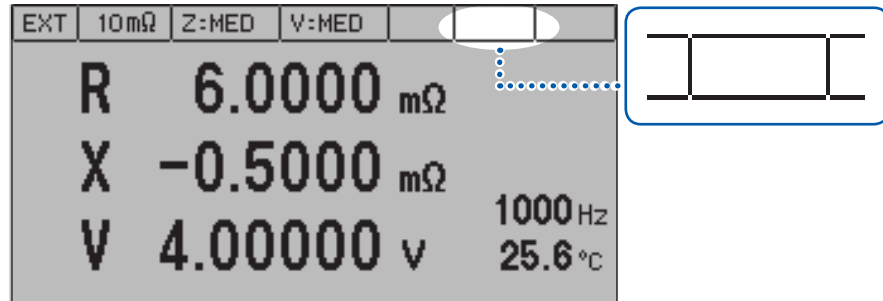 EXT 10mΩ Z:MED V:MED
R 6.0000 mΩ
X -0.5000 mΩ
V 4.00000 V
1000 Hz
25.6 °C